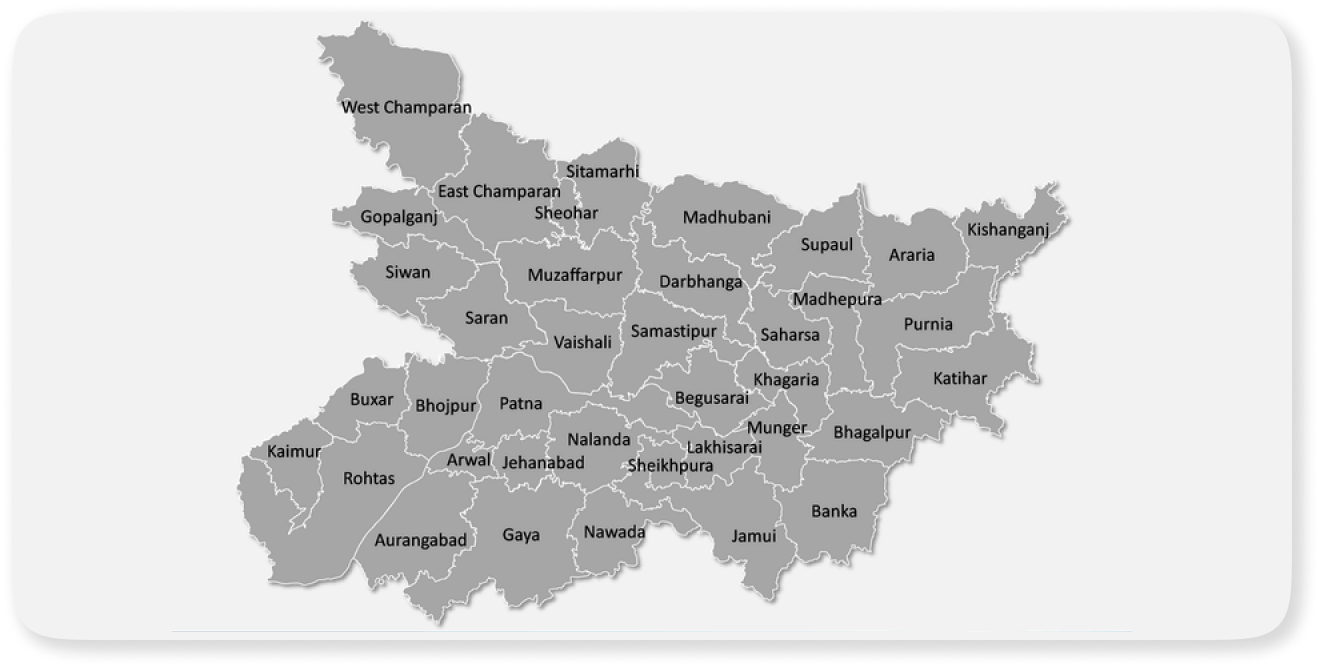 West Champaran
Sitamarhi
East Champaran
Sheohar
Gopalganj
Madhubani
Kishanganj
Supaul
Araria
Siwan
Muzaffarpur
Darbhanga
Madhepura
Saran
Purnia
Samastipur
Saharsa
Vaishali
Khagaria
Katihar
Buxar
Bhojpur
Patna
Begusarai
Munger
Bhagalpur
Nalanda
Lakhisarai
Kaimur
Arwal
Jehanabad
Sheikhpura
Rohtas
Banka
Aurangabad
Gaya
Nawada
Jamui